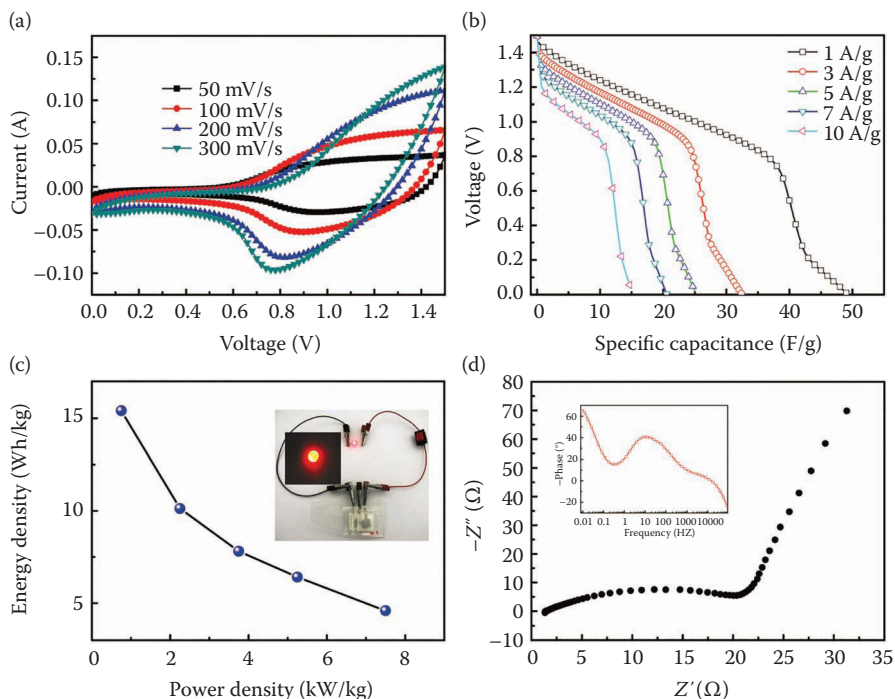 (a)
0.15
0.10
0.05
0.00
−0.05
−0.10
Current (A)
50 mV/s
100 mV/s
200 mV/s
300 mV/s
0.0 0.4 0.8 1.0 1.2 1.4
Voltage (V)
(b)
1.4
1.2
1.0
0.8
0.6
0.4
0.2
0.0
Voltage (V)
1 A/g
3 A/g
5 A/g
7 A/g
10 A/g
0 10 20 30 40 50
Specific capacitance (F/g)
(c)
15
10
5
Energy density (Wh/kg)
0 2 4 6 8
Power density (kW/kg)
(d)
80
70
60
50
40
30
20
10
0
−10
−Z″ (Ω)
60
40
20
0
−20
−Phase (°)
0.01 0.1 1 10 100 1000 10000
Frequency (HZ)
0 5 10 15 20 25 30 35
Z′(Ω)